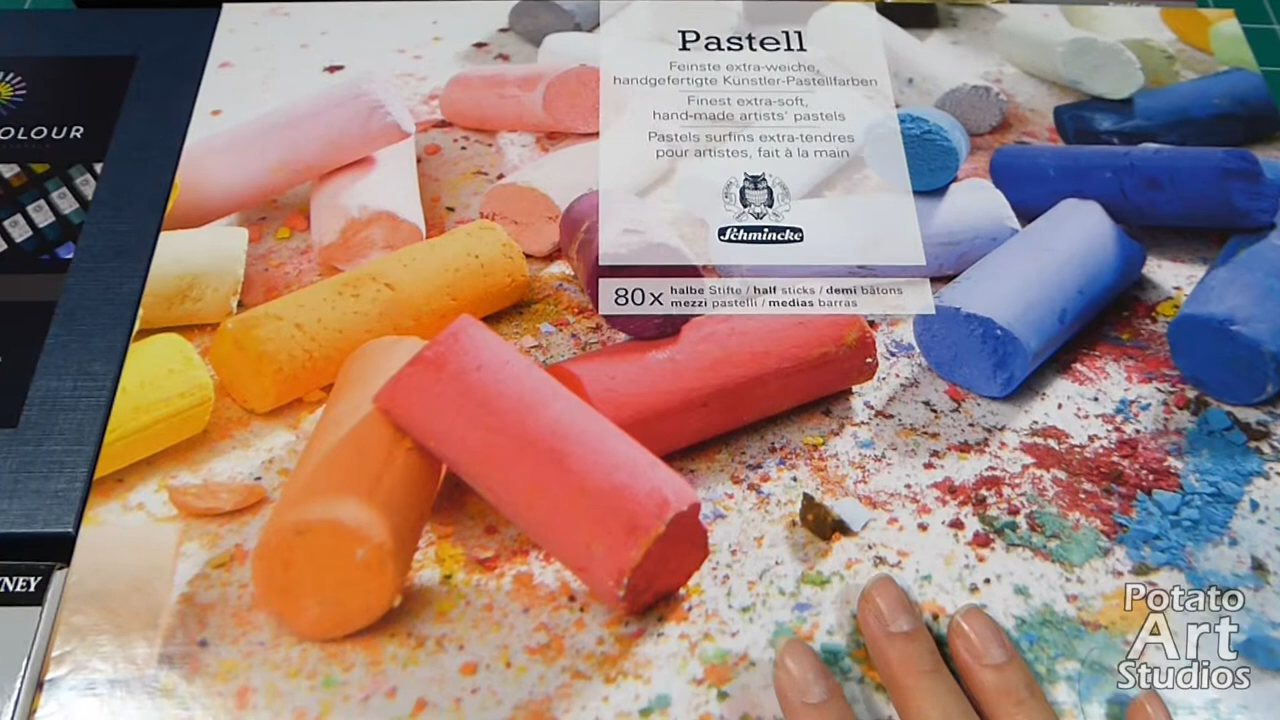 Pastell
Feinste extra-weiche,
handgefertigte Künstler-Pastellfarben
Finest extra-soft,
hand-made artists' pastels
Pastels surfins extra-tendres
pour artistes, fait à la main
Schmincke
80x halbe Stifte / half sticks / demi bâtons
mezzi pastelli / medias barras
OLOUR
NEY
Potato
Art
Studios